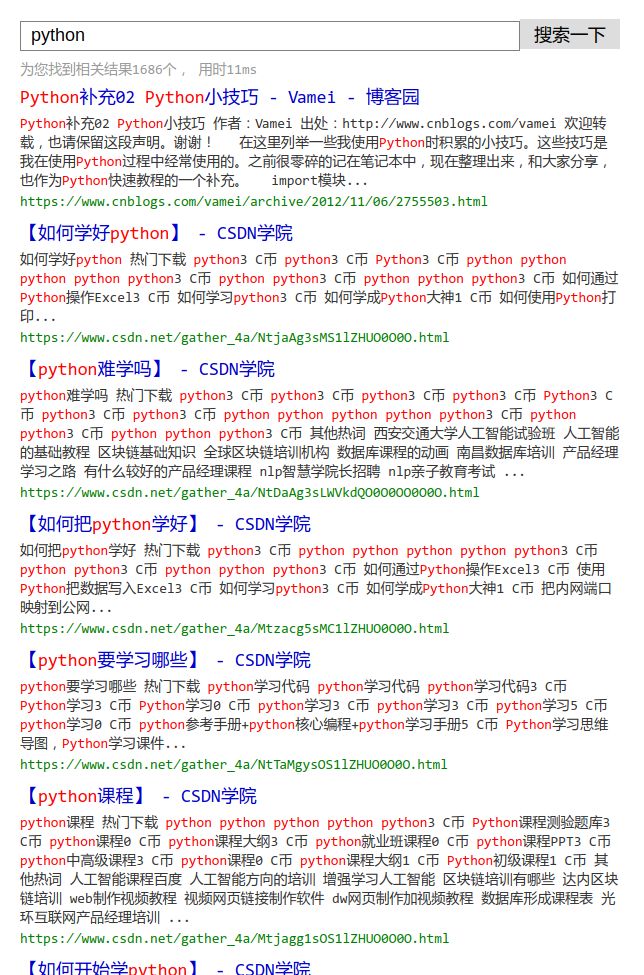 python 搜索一下
为您找到相关结果1686个， 用时11ms
Python补充02 Python小技巧 - Vamei - 博客园
Python补充02 Python小技巧 作者：Vamei 出处：http://www.cnblogs.com/vamei 欢迎转
载，也请保留这段声明。谢谢！ 在这里列举一些我使用Python时积累的小技巧。这些技巧是
我在使用Python过程中经常使用的。之前很零碎的记在笔记本中，现在整理出来，和大家分享，
也作为Python快速教程的一个补充。 import模块...
https://www.cnblogs.com/vamei/archive/2012/11/06/2755503.html
【如何学好python】 - CSDN学院
如何学好python 热门下载 python3 C币 python3 C币 Python3 C币 python python
python python python3 C币 python python3 C币 python python python3 C币 如何通过
Python操作Excel3 C币 如何学习python3 C币 如何学成Python大神1 C币 如何使用Python打
印...
https://www.csdn.net/gather_4a/NtjaAg3sMS1lZHUO0O0O.html
【python难学吗】 - CSDN学院
python难学吗 热门下载 python3 C币 python3 C币 python3 C币 python3 C币 Python3 C
币 python3 C币 python3 C币 python python python python python3 C币 python
python3 C币 python python python3 C币 其他热词 西安交通大学人工智能试验班 人工智能
的基础教程 区块链基础知识 全球区块链培训机构 数据库课程的动画 南昌数据库培训 产品经理
学习之路 有什么较好的产品经理课程 nlp智慧学院长招聘 nlp亲子教育考试 ...
https://www.csdn.net/gather_4a/NtDaAg3sLWVkdQO0O0OO0O0O.html
【如何把python学好】 - CSDN学院
如何把python学好 热门下载 python3 C币 python python python python python3 C币
python python3 C币 python python python3 C币 如何通过Python操作Excel3 C币 使用
Python把数据写入Excel3 C币 如何学习python3 C币 如何学成Python大神1 C币 把内网端口
映射到公网...
https://www.csdn.net/gather_4a/Mtzacg5sMC1lZHUO0O0O.html
【python要学习哪些】 - CSDN学院
python要学习哪些 热门下载 python学习代码 python学习代码 python学习代码3 C币
Python学习3 C币 Python学习0 C币 python学习3 C币 python学习3 C币 python学习5 C币
python学习0 C币 python参考手册+python核心编程+python学习手册5 C币 Python学习思维
导图，Python学习课件...
https://www.csdn.net/gather_4a/NtTaMgysOS1lZHUO0O0O.html
【python课程】 - CSDN学院
python课程 热门下载 python python python python python3 C币 Python课程测验题库3
C币 python课程0 C币 python课程大纲3 C币 python就业班课程0 C币 python课程PPT3 C币
python中高级课程3 C币 python课程0 C币 python课程大纲1 C币 Python初级课程1 C币 其
他热词 人工智能课程百度 人工智能方向的培训 增强学习人工智能 区块链培训有哪些 达内区块
链培训 web制作视频教程 视频网页链接制作软件 dw网页制作加视频教程 数据库形成课程表 光
环互联网产品经理培训 ...
https://www.csdn.net/gather_4a/Mtjagg1sOS1lZHUO0O0O.html
【如何开始学python】 - CSDN学院